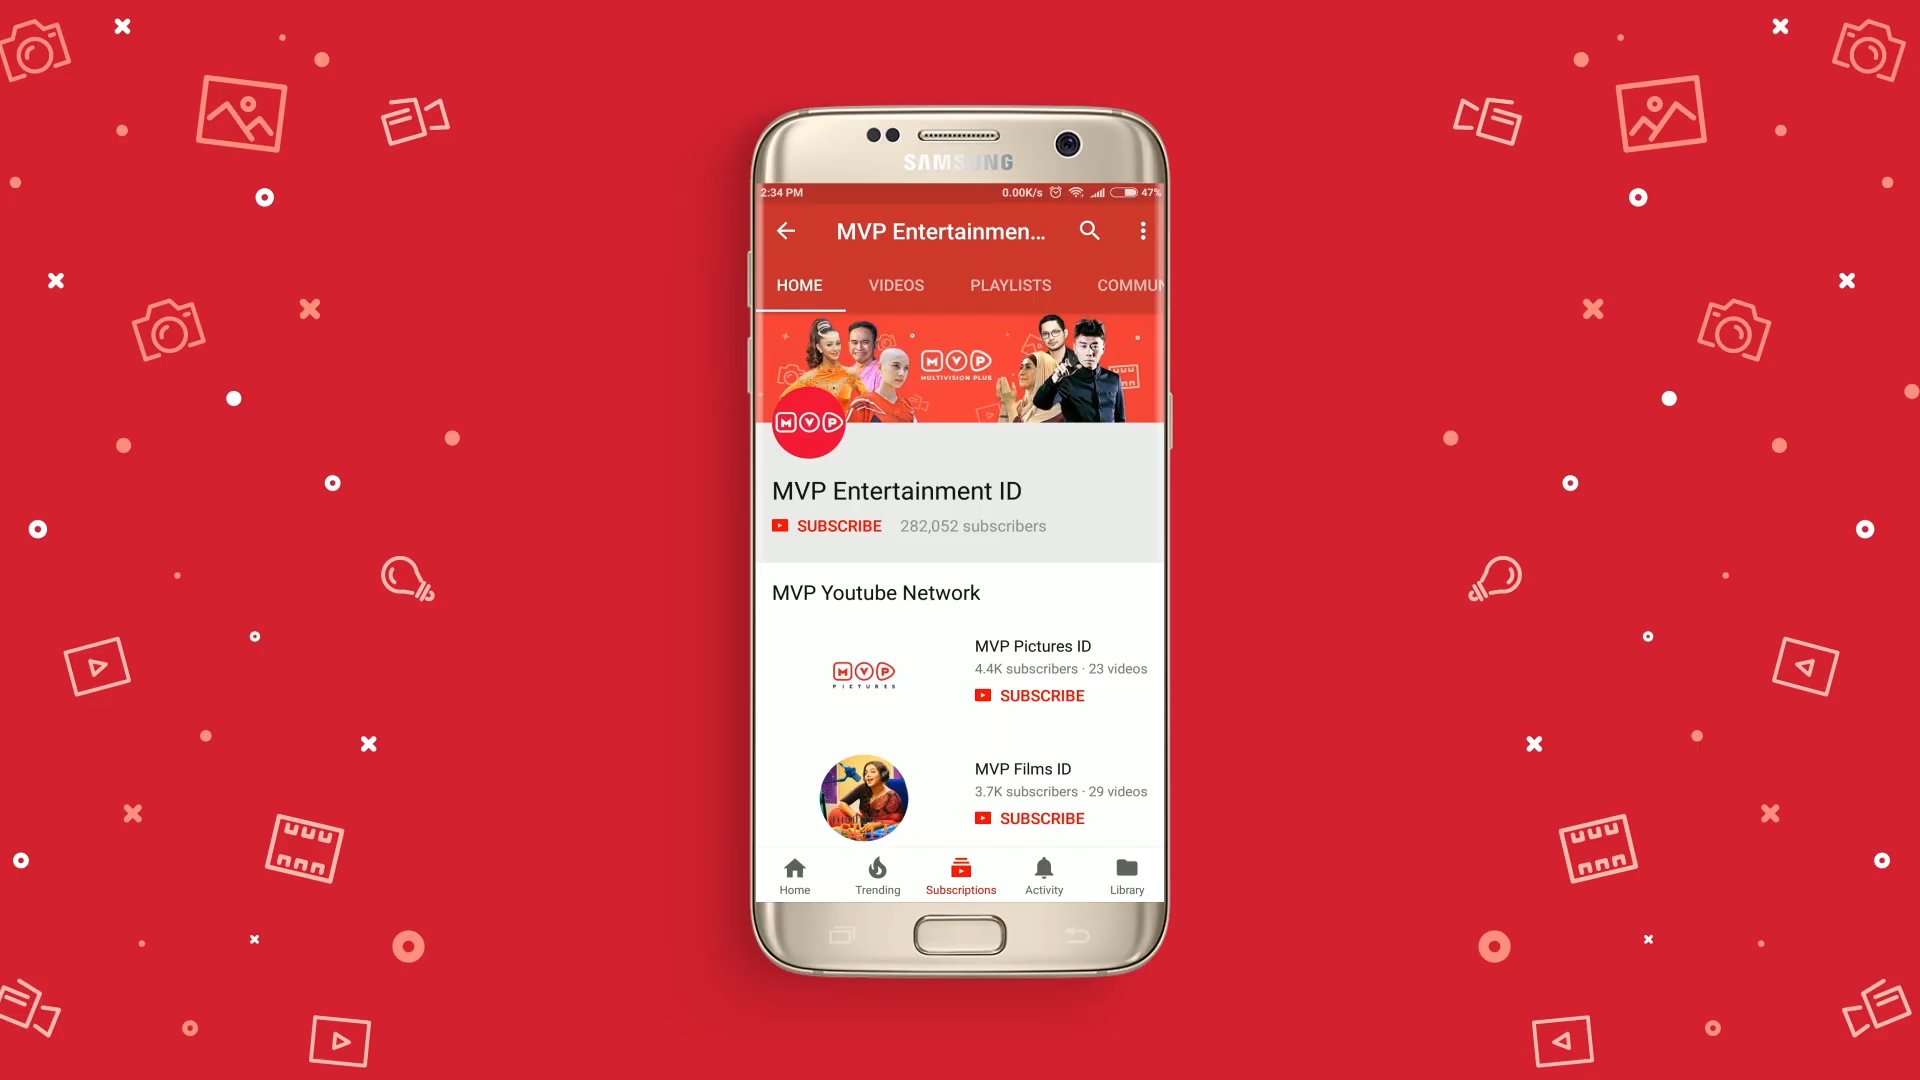 SAMSUNG
2:34 PM 0.00K/s 47%
MVP Entertainmen...
HOME VIDEOS PLAYLISTS COMMUN
MVP
MULTIVISION PLUS
MVP
MVP Entertainment ID
SUBSCRIBE 282,052 subscribers
MVP Youtube Network
MVP
PICTURES
MVP Pictures ID
4.4K subscribers · 23 videos
SUBSCRIBE
MVP Films ID
3.7K subscribers · 29 videos
SUBSCRIBE
Home Trending Subscriptions Activity Library